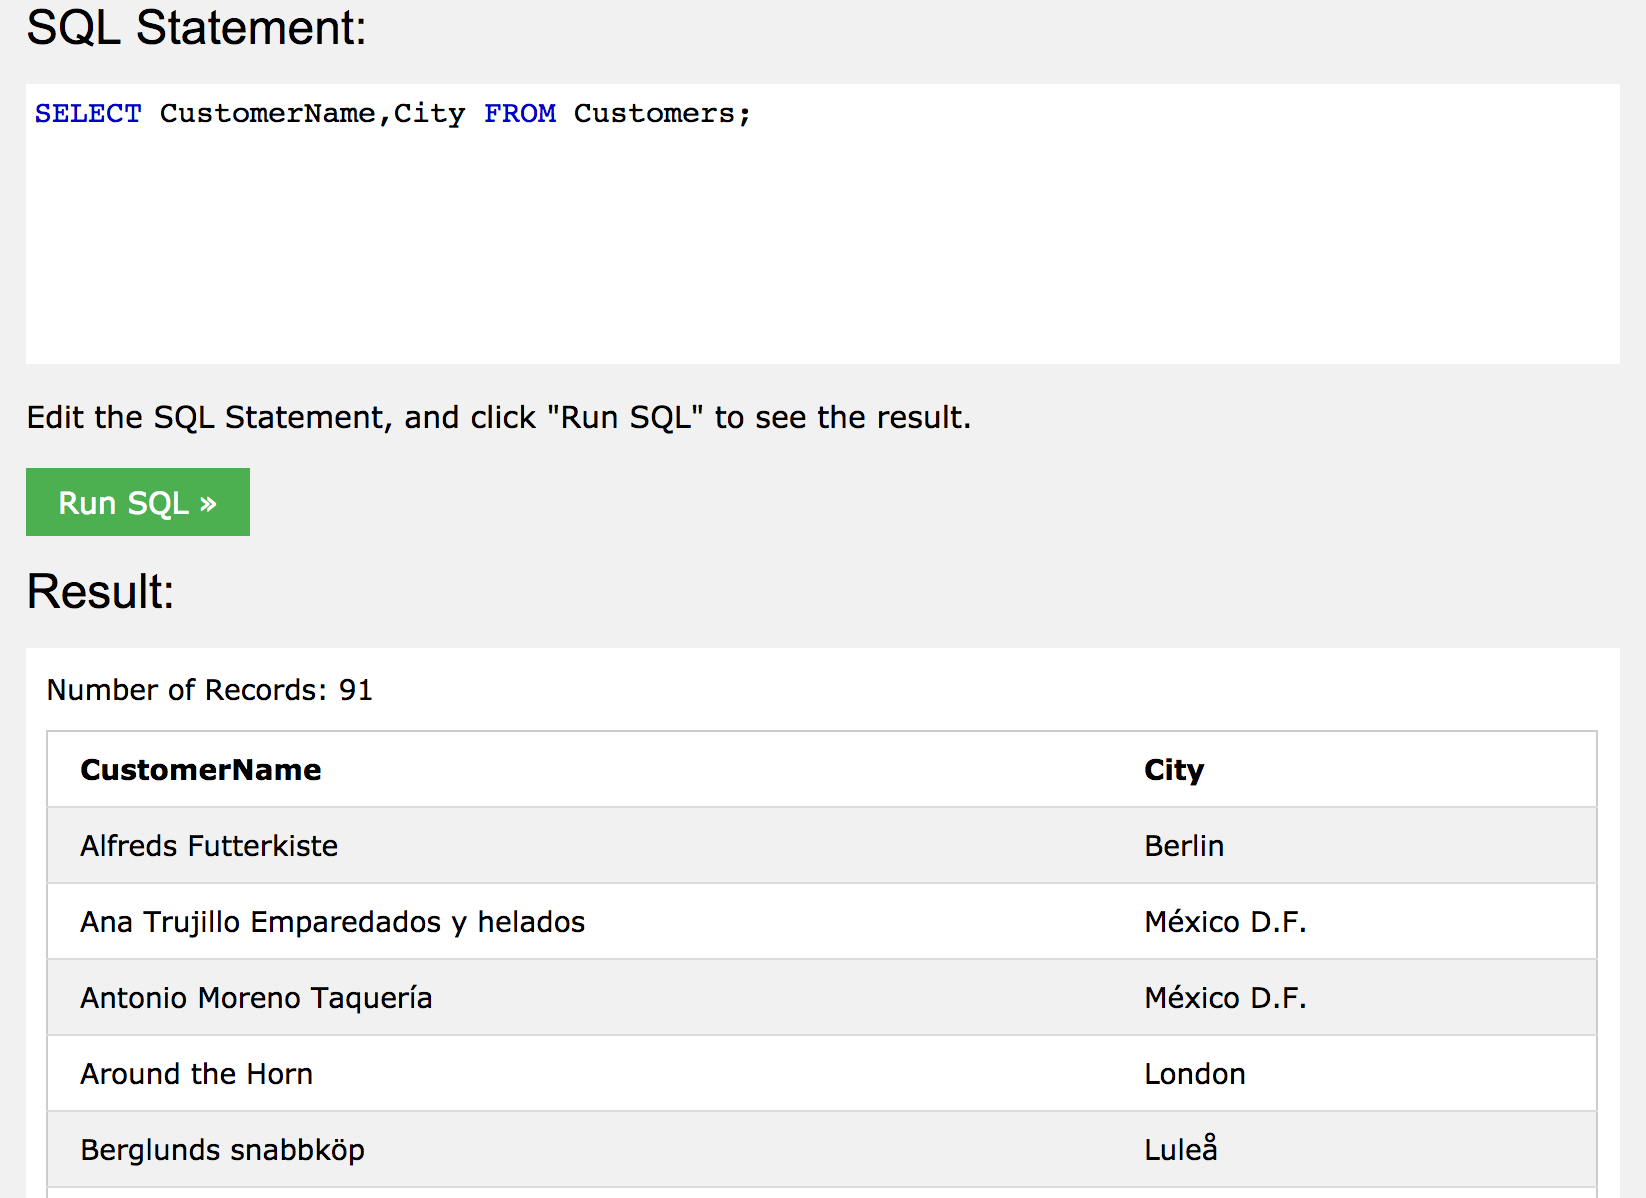 SQL Statement:
SELECT CustomerName,City FROM Customers;
Edit the SQL Statement, and click "Run SQL" to see the result.
Run SQL »
Result:
Number of Records: 91
CustomerName City
Alfreds Futterkiste Berlin
Ana Trujillo Emparedados y helados México D.F.
Antonio Moreno Taquería México D.F.
Around the Horn London
Berglunds snabbköp Luleå